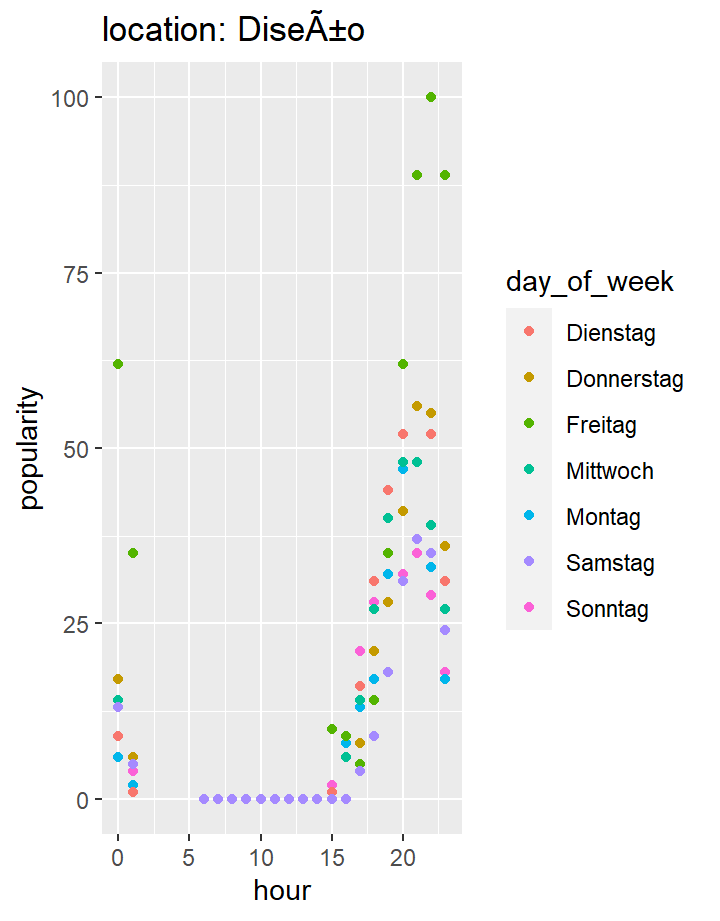 location: DiseÃ±o
100
75
50
25
0
popularity
0 5 10 15 20
hour
day_of_week
Dienstag
Donnerstag
Freitag
Mittwoch
Montag
Samstag
Sonntag